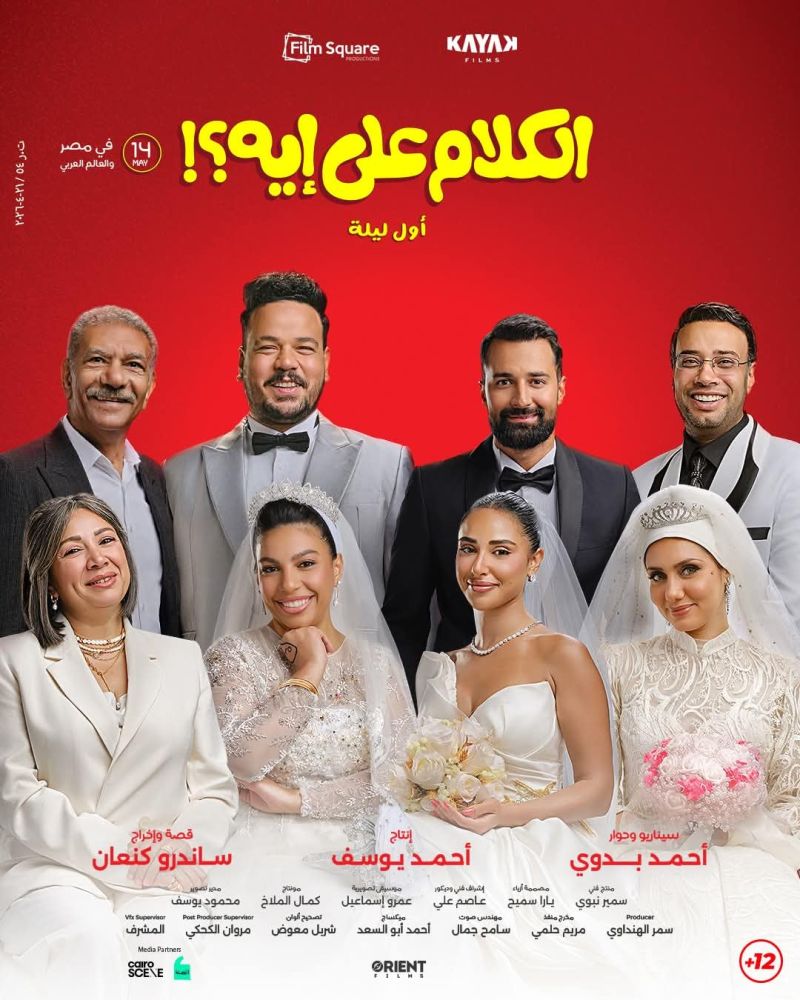 Film Square
PRODUCTIONS
KAYAK
FILMS
الكلام على إيه؟!
14
MAY
في مصر
والعالم العربي
أول ليلة
سيناريو وحوار
أحمد بدوي
إنتاج
أحمد يوسف
قصة وإخراج
ساندرو كنعان
منتج فني
سمير نبوي
مصممة أزياء
يارا سميح
إشراف فني وديكور
عاصم علي
موسيقى تصويرية
عمرو إسماعيل
مونتاج
كمال الملاخ
مدير تصوير
محمود يوسف
Producer
سمر الهنداوي
مخرج منفذ
مريم حلمي
مهندس صوت
سامح جمال
ميكساج
أحمد أبو السعد
تصحيح ألوان
شربل معوض
Post Producer Supervisor
مروان الكحكي
Vfx Supervisor
المشرف
Media Partners
cairo
SCENE
ORIENT
FILMS
+12